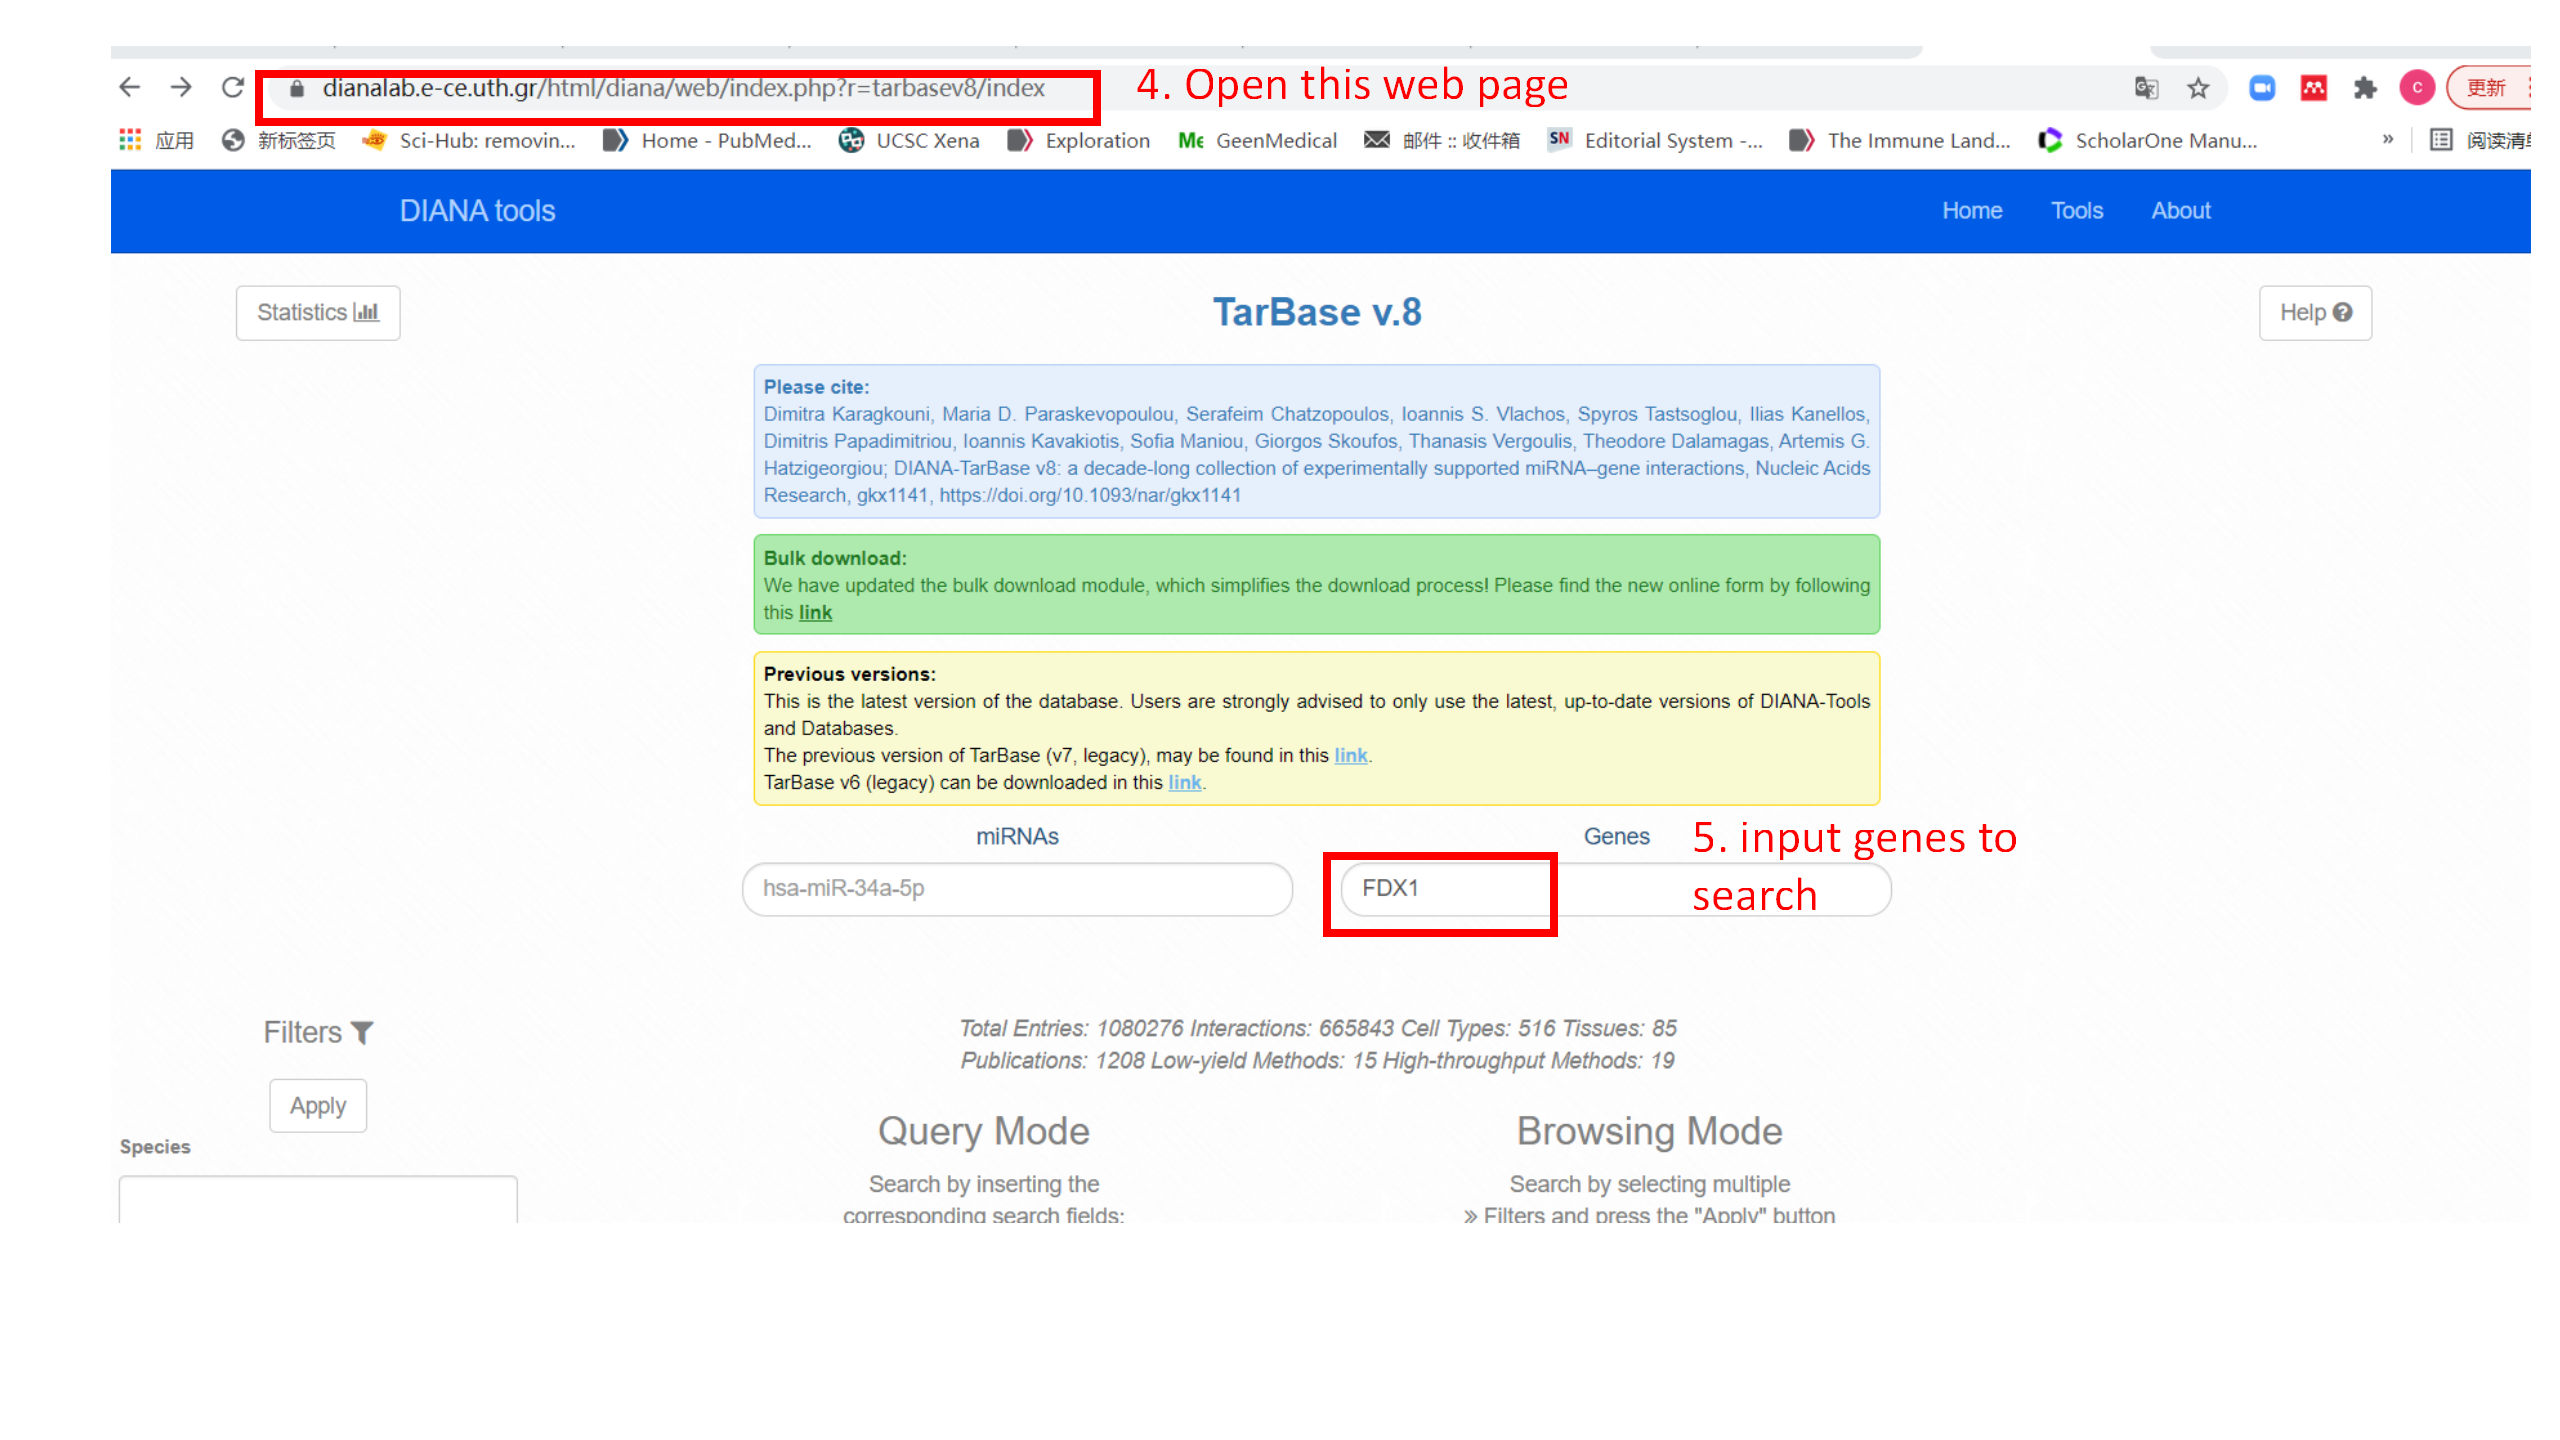 dianalab.e-ce.uth.gr/html/diana/web/index.php?r=tarbasev8/index
4. Open this web page
更新
应用 新标签页 Sci-Hub: removin... Home - PubMed... UCSC Xena Exploration GeenMedical 邮件 :: 收件箱 Editorial System -... The Immune Land... ScholarOne Manu... » 阅读清单
DIANA tools Home Tools About
Statistics TarBase v.8 Help
Please cite:
Dimitra Karagkouni, Maria D. Paraskevopoulou, Serafeim Chatzopoulos, Ioannis S. Vlachos, Spyros Tastsoglou, Ilias Kanellos,
Dimitris Papadimitriou, Ioannis Kavakiotis, Sofia Maniou, Giorgos Skoufos, Thanasis Vergoulis, Theodore Dalamagas, Artemis G.
Hatzigeorgiou; DIANA-TarBase v8: a decade-long collection of experimentally supported miRNA–gene interactions, Nucleic Acids
Research, gkx1141, https://doi.org/10.1093/nar/gkx1141
Bulk download:
We have updated the bulk download module, which simplifies the download process! Please find the new online form by following
this link
Previous versions:
This is the latest version of the database. Users are strongly advised to only use the latest, up-to-date versions of DIANA-Tools
and Databases.
The previous version of TarBase (v7, legacy), may be found in this link.
TarBase v6 (legacy) can be downloaded in this link.
miRNAs Genes
hsa-miR-34a-5p FDX1
5. input genes to
search
Total Entries: 1080276 Interactions: 665843 Cell Types: 516 Tissues: 85
Publications: 1208 Low-yield Methods: 15 High-throughput Methods: 19
Filters
Apply
Species
Query Mode
Search by inserting the
corresponding search fields:
Browsing Mode
Search by selecting multiple
» Filters and press the "Apply" button